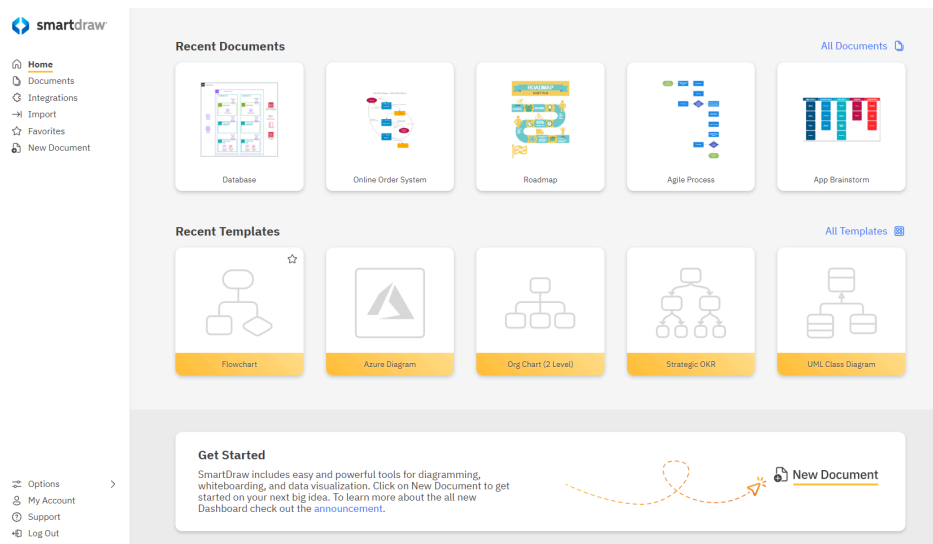 smartdraw
Home
Documents
Integrations
Import
Favorites
New Document
Options
My Account
Support
Log Out
Recent Documents
All Documents
ROADMAP
Database
Online Order System
Roadmap
Agile Process
App Brainstorm
Recent Templates
All Templates
Flowchart
Azure Diagram
Org Chart (2 Level)
Strategic OKR
UML Class Diagram
Get Started
SmartDraw includes easy and powerful tools for diagramming,
whiteboarding, and data visualization. Click on New Document to get
started on your next big idea. To learn more about the all new
Dashboard check out the announcement.
New Document